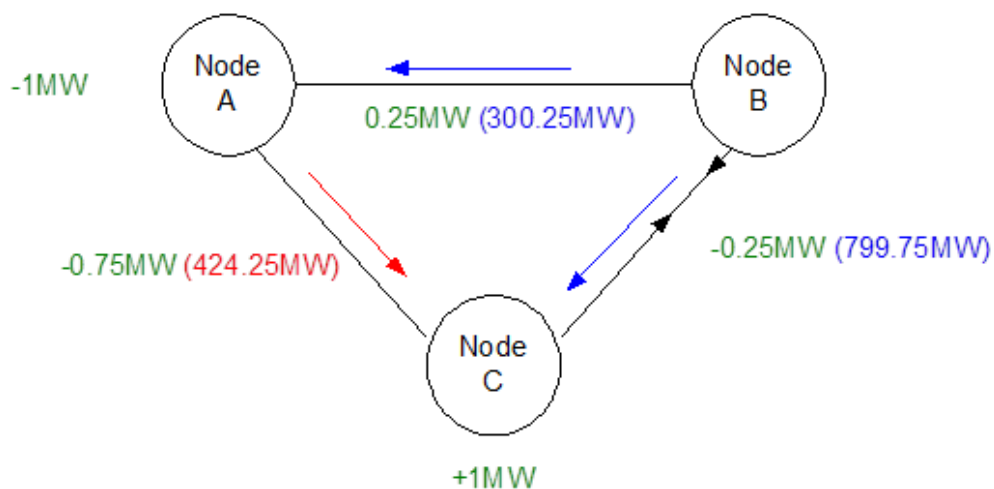 Node
A
Node
B
-1MW
0.25MW (300.25MW)
-0.75MW (424.25MW)
-0.25MW (799.75MW)
Node
C
+1MW